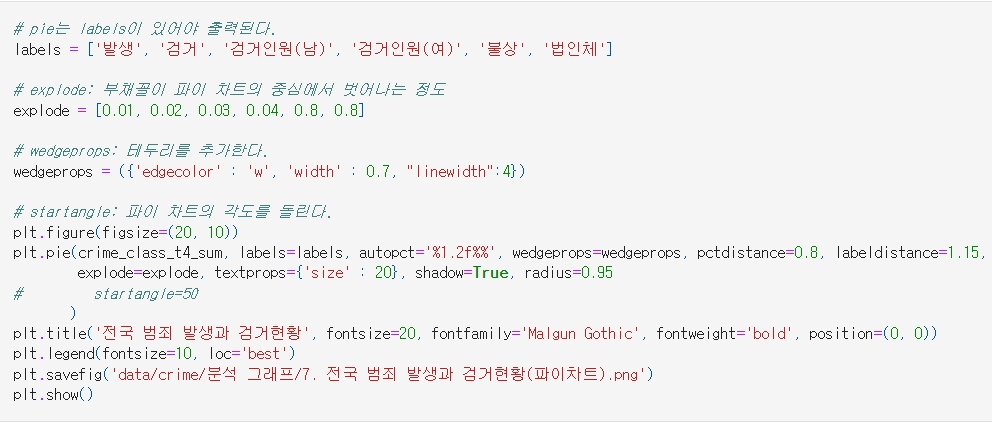 # pie는 labels이 있어야 출력된다.
labels = ['발생', '검거', '검거인원(남)', '검거인원(여)', '불상', '법인체']
# explode: 부채꼴이 파이 차트의 중심에서 벗어나는 정도
explode = [0.01, 0.02, 0.03, 0.04, 0.8, 0.8]
# wedgeprops: 테두리를 추가한다.
wedgeprops = ({'edgecolor' : 'w', 'width' : 0.7, "linewidth":4})
# startangle: 파이 차트의 각도를 돌린다.
plt.figure(figsize=(20, 10))
plt.pie(crime_class_t4_sum, labels=labels, autopct='%1.2f%%', wedgeprops=wedgeprops, pctdistance=0.8, labeldistance=1.15,
explode=explode, textprops={'size' : 20}, shadow=True, radius=0.95
# startangle=50
)
plt.title('전국 범죄 발생과 검거현황', fontsize=20, fontfamily='Malgun Gothic', fontweight='bold', position=(0, 0))
plt.legend(fontsize=10, loc='best')
plt.savefig('data/crime/분석 그래프/7. 전국 범죄 발생과 검거현황(파이차트).png')
plt.show()